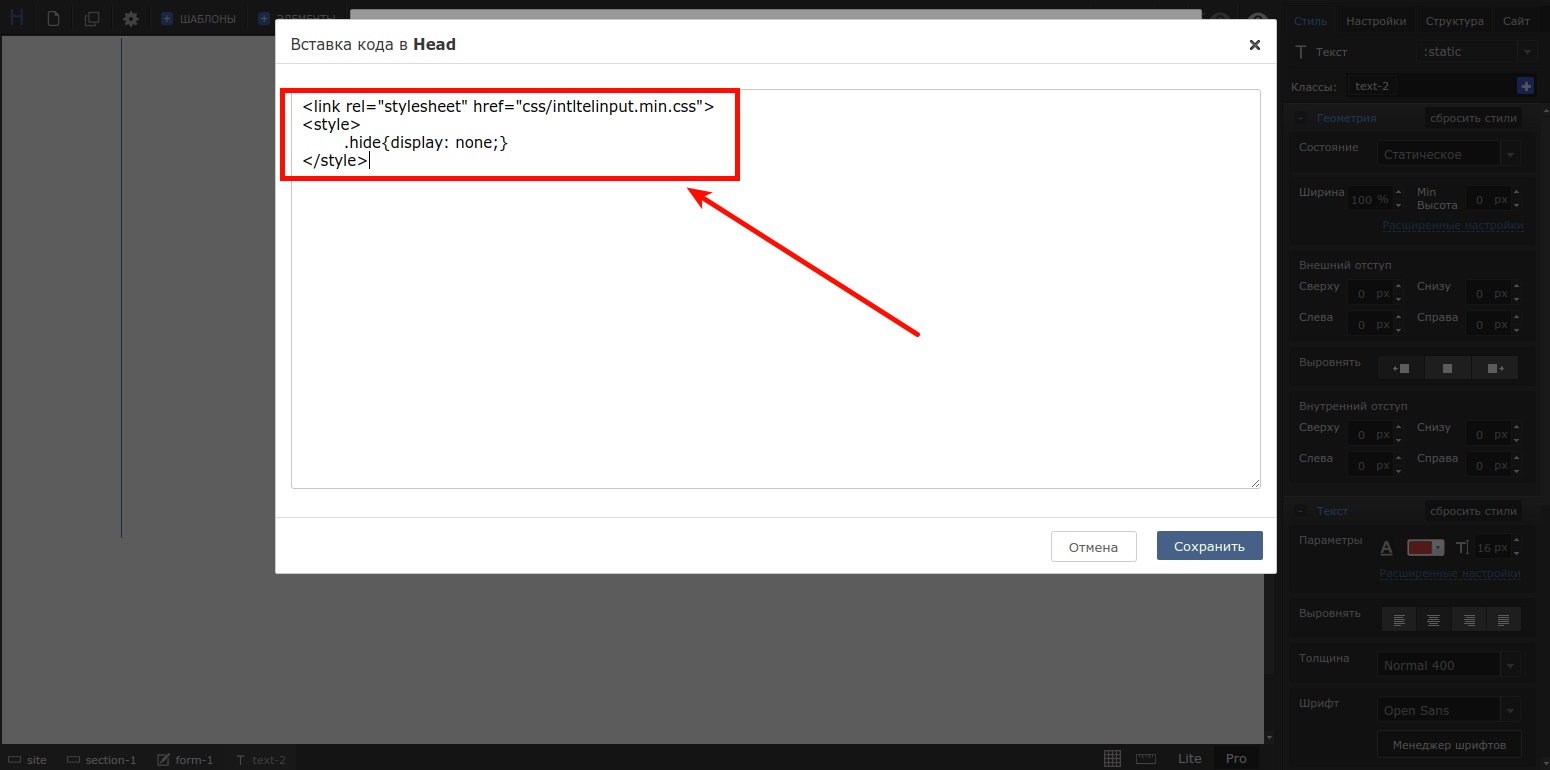 H
ШАБЛОНЫ
ЭЛЕМЕНТЫ
Стиль Настройки Структура Сайт
Вставка кода в Head
<link rel="stylesheet" href="css/intltelinput.min.css">
<style>
.hide{display: none;}
</style>
Отмена
Сохранить
Текст :static
Классы: text-2
- Геометрия сбросить стили
Состояние Статическое
Ширина 100 % Min Высота 0 px
Расширенные настройки
Внешний отступ
Сверху 0 px Снизу 0 px
Слева 0 px Справа 0 px
Выровнять
Внутренний отступ
Сверху 0 px Снизу 0 px
Слева 0 px Справа 0 px
- Текст сбросить стили
Параметры A T 16 px
Расширенные настройки
Выровнять
Толщина Normal 400
Шрифт Open Sans
Менеджер шрифтов
site section-1 form-1 T text-2
Lite Pro